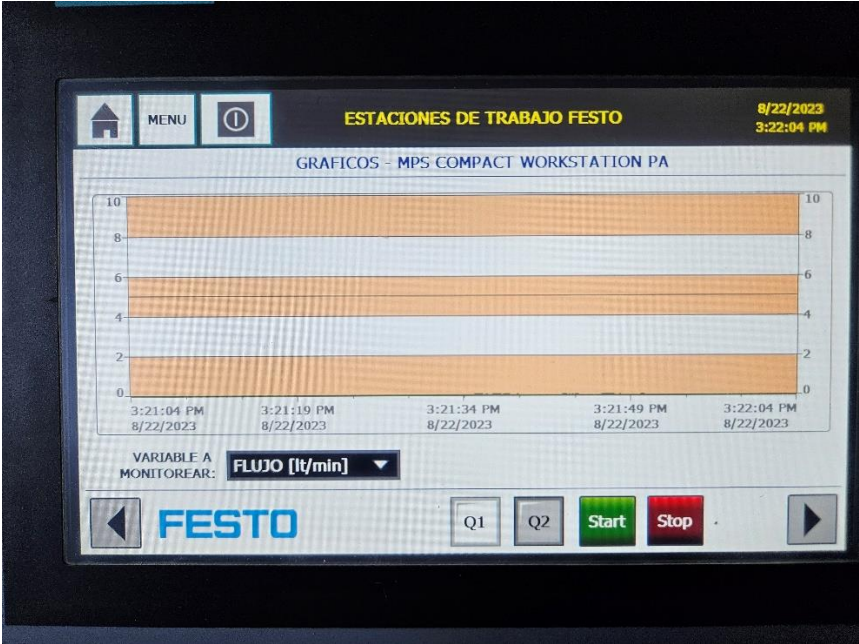 MENU
ESTACIONES DE TRABAJO FESTO
8/22/2023
3:22:04 PM
GRAFICOS - MPS COMPACT WORKSTATION PA
10
8
6
4
2
0
10
8
6
4
2
0
3:21:04 PM
8/22/2023
3:21:19 PM
8/22/2023
3:21:34 PM
8/22/2023
3:21:49 PM
8/22/2023
3:22:04 PM
8/22/2023
VARIABLE A
MONITOREAR:
FLUJO [lt/min]
FESTO
Q1
Q2
Start
Stop